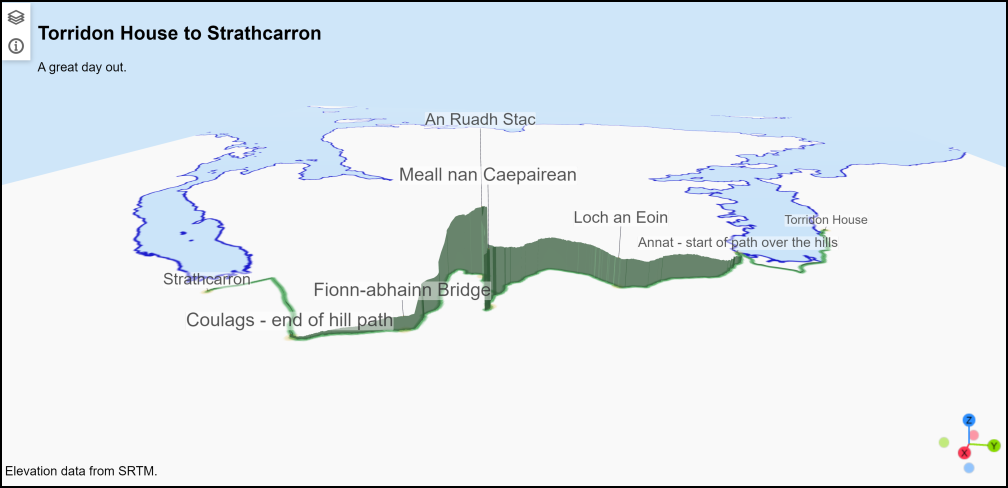 Torridon House to Strathcarron
A great day out.
An Ruadh Stac
Meall nan Caepairean
Loch an Eoin
Torridon House
Annat - start of path over the hills
Strathcarron
Fionn-abhainn Bridge
Coulags - end of hill path
Z
Y
X
Elevation data from SRTM.